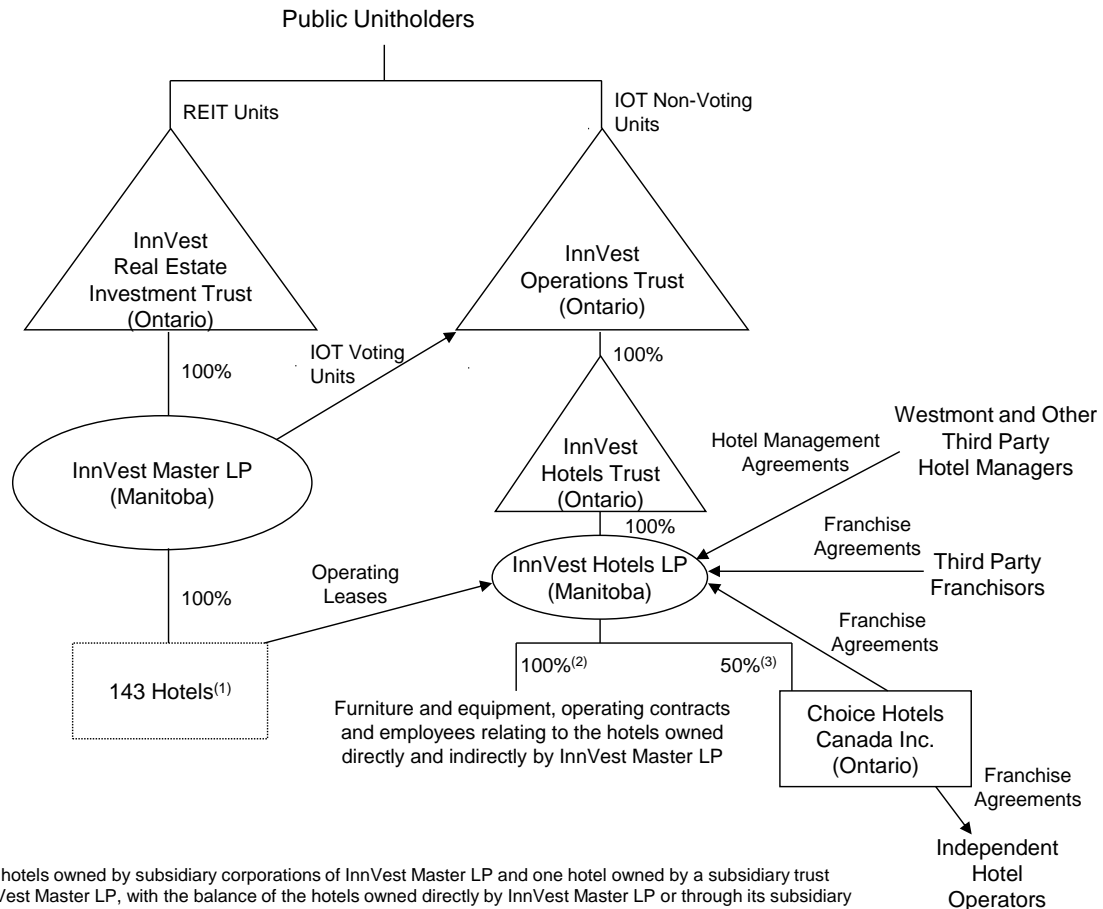 Public Unitholders
REIT Units
IOT Non-Voting
Units
InnVest
Real Estate
Investment Trust
(Ontario)
InnVest
Operations Trust
(Ontario)
100%
IOT Voting
Units
100%
InnVest Master LP
(Manitoba)
InnVest
Hotels Trust
(Ontario)
Hotel Management
Agreements
Westmont and Other
Third Party
Hotel Managers
100%
Franchise
Agreements
Third Party
Franchisors
InnVest Hotels LP
(Manitoba)
100%
Operating
Leases
Franchise
Agreements
143 Hotels(1)
100%(2)
50%(3)
Furniture and equipment, operating contracts
and employees relating to the hotels owned
directly and indirectly by InnVest Master LP
Choice Hotels
Canada Inc.
(Ontario)
Franchise
Agreements
Independent
Hotel
Operators
hotels owned by subsidiary corporations of InnVest Master LP and one hotel owned by a subsidiary trust
Vest Master LP, with the balance of the hotels owned directly by InnVest Master LP or through its subsidiary